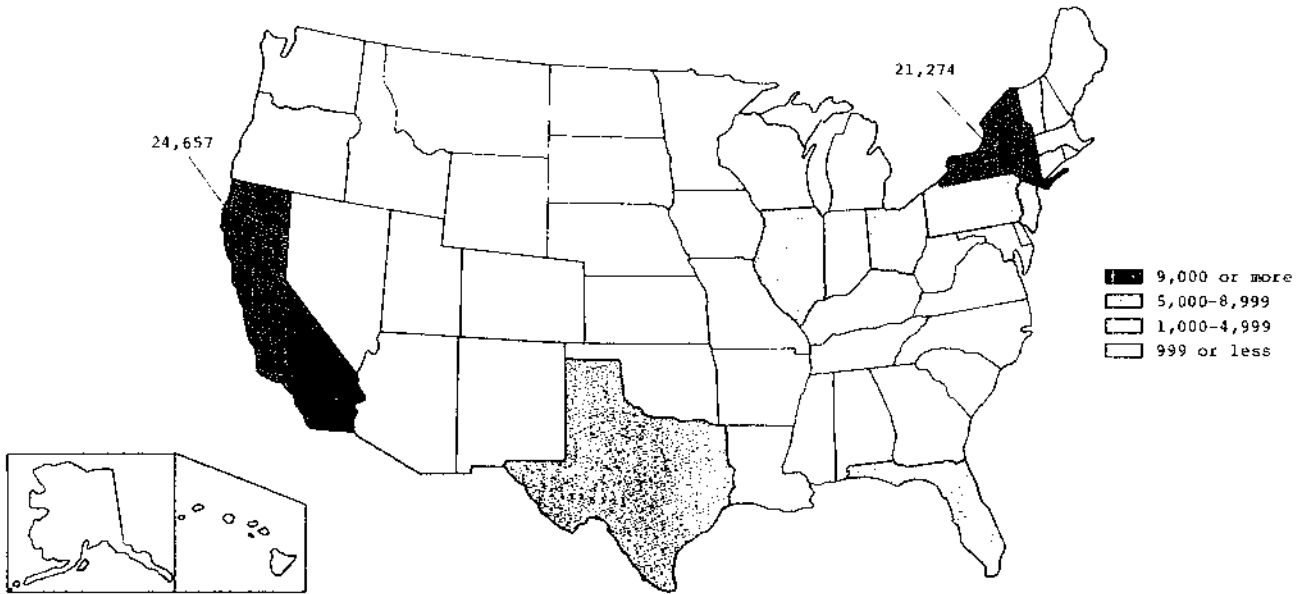 21,274
24,657
9,000 or more
5,000-8,999
1,000-4,999
999 or less